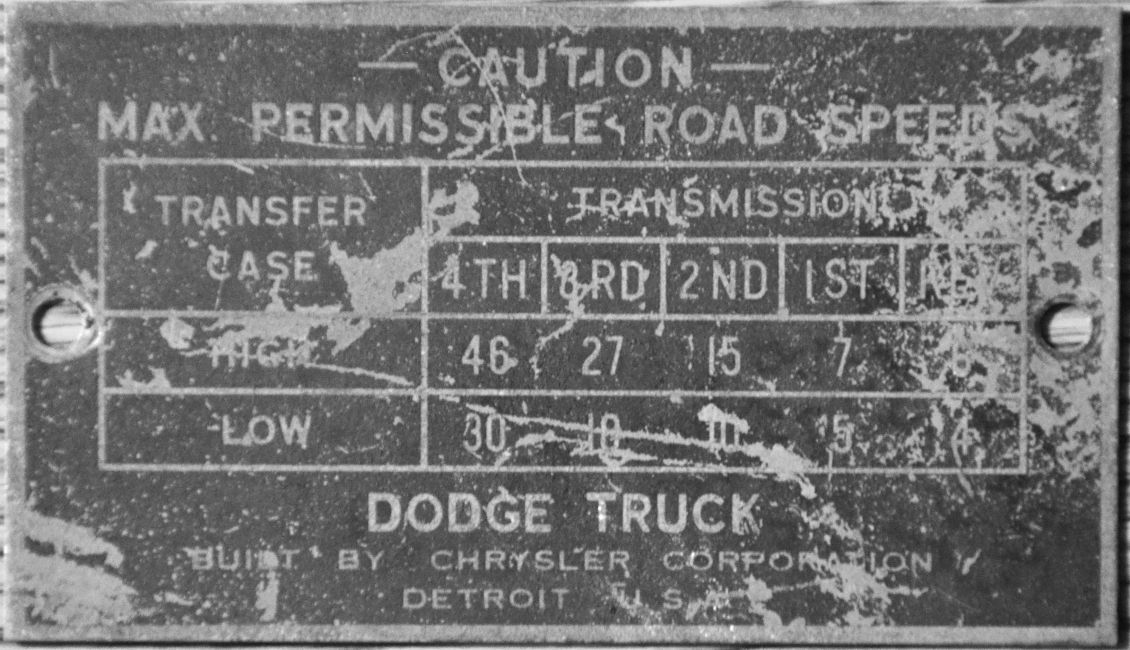 — CAUTION —
MAX. PERMISSIBLE ROAD SPEEDS
TRANSFER CASE TRANSMISSION
4TH 3RD 2ND 1ST
HIGH 46 27 15 7
LOW 30 10 5 4
DODGE TRUCK
BUILT BY CHRYSLER CORPORATION
DETROIT U.S.A.